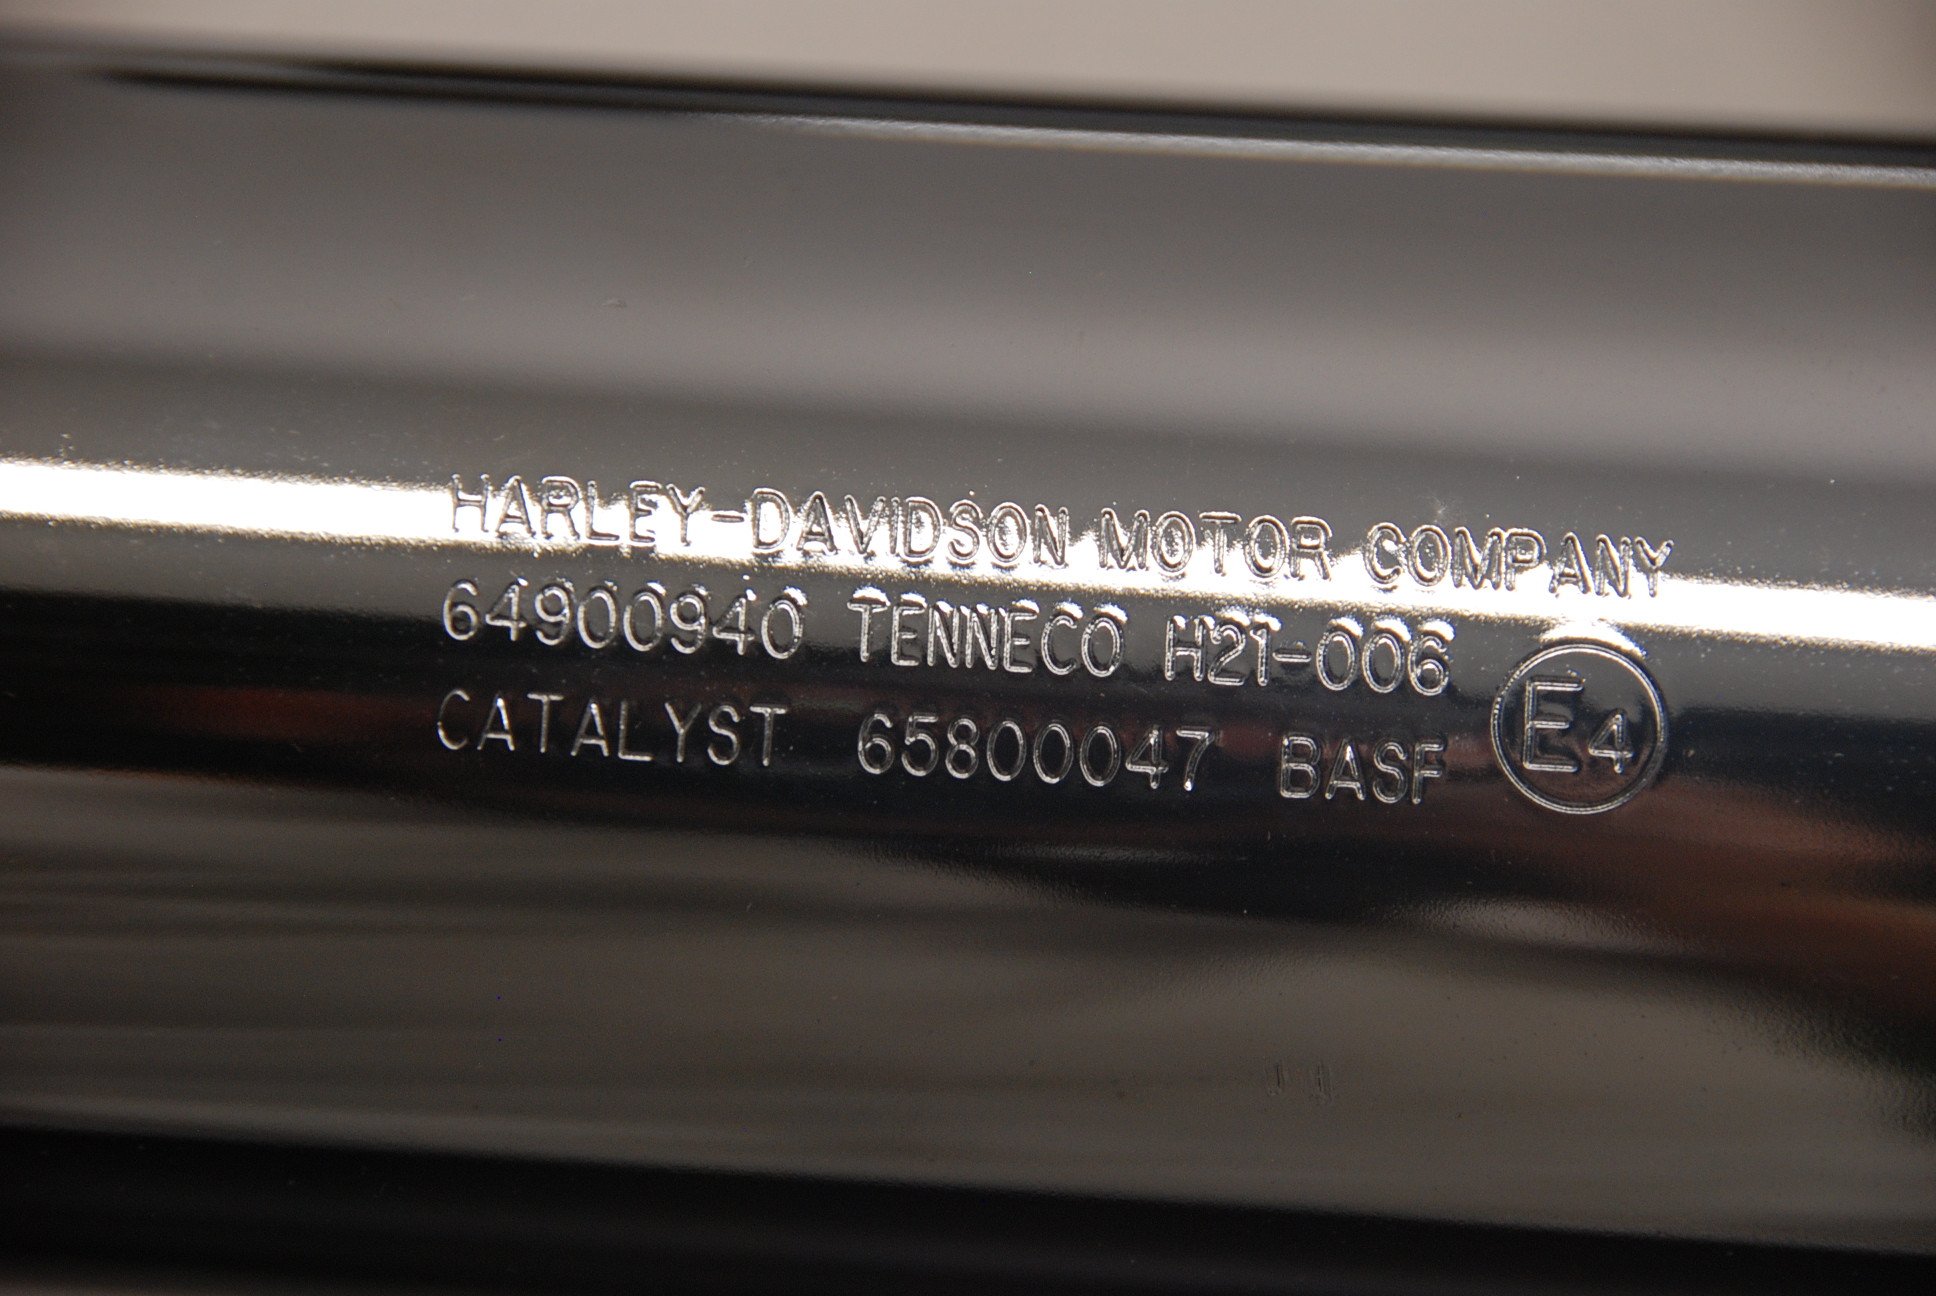 HARLEY-DAVIDSON MOTOR COMPANY
64900940 TENNECO H21-006
CATALYST 65800047 BASF E4